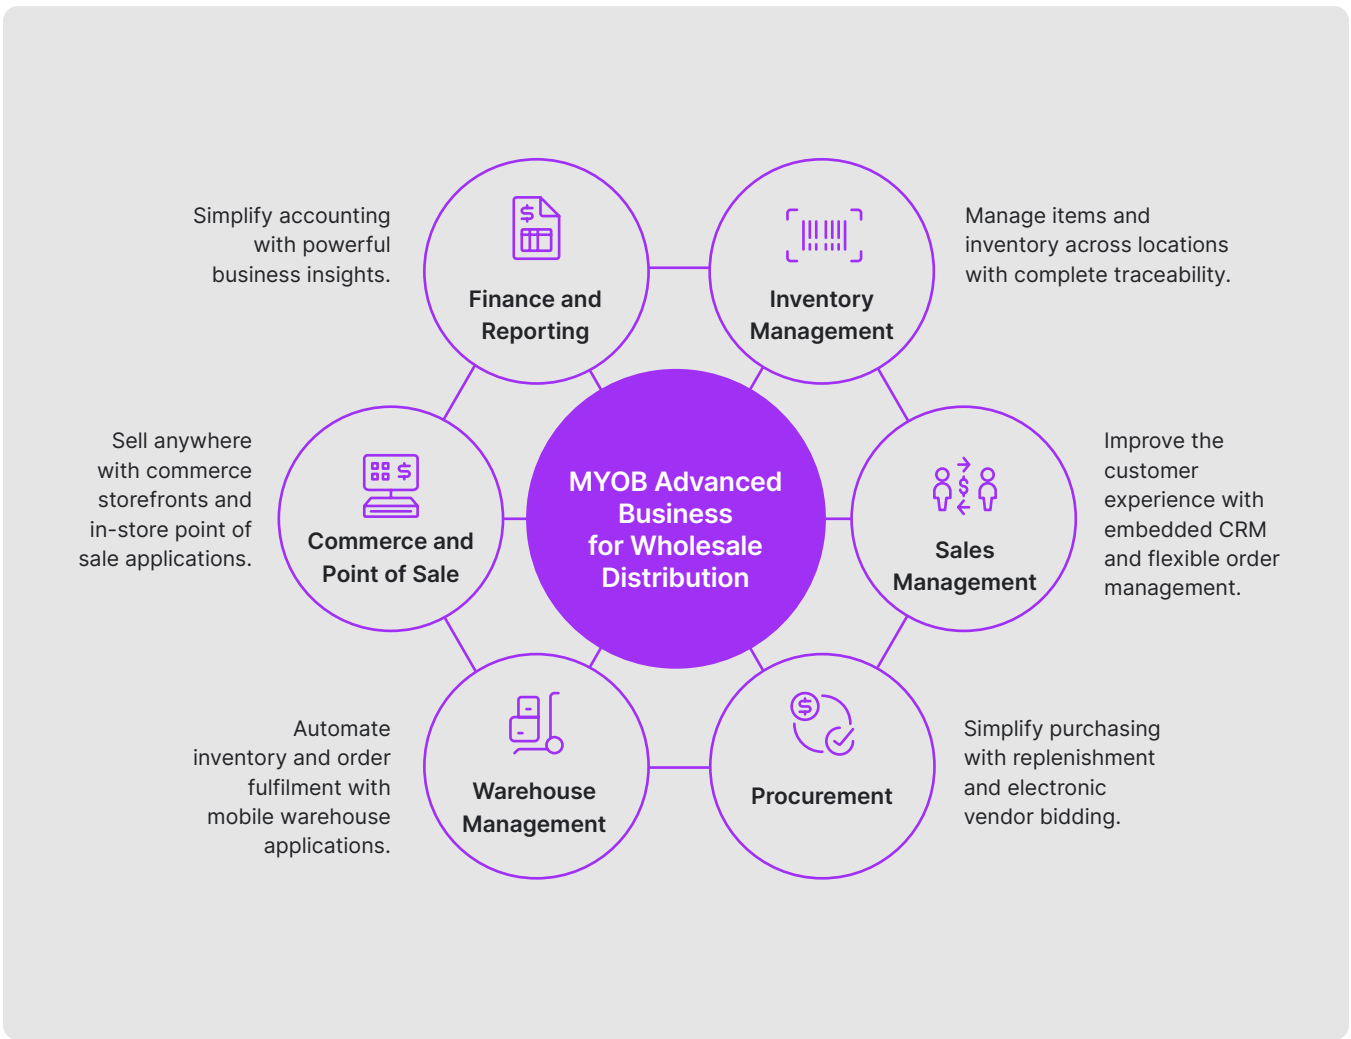 Simplify accounting
with powerful
business insights.
Finance and
Reporting
Inventory
Management
Manage items and
inventory across locations
with complete traceability.
Sell anywhere
with commerce
storefronts and
in-store point of
sale applications.
Commerce and
Point of Sale
MYOB Advanced
Business
for Wholesale
Distribution
Sales
Management
Improve the
customer
experience with
embedded CRM
and flexible order
management.
Automate
inventory and order
fulfilment with
mobile warehouse
applications.
Warehouse
Management
Procurement
Simplify purchasing
with replenishment
and electronic
vendor bidding.